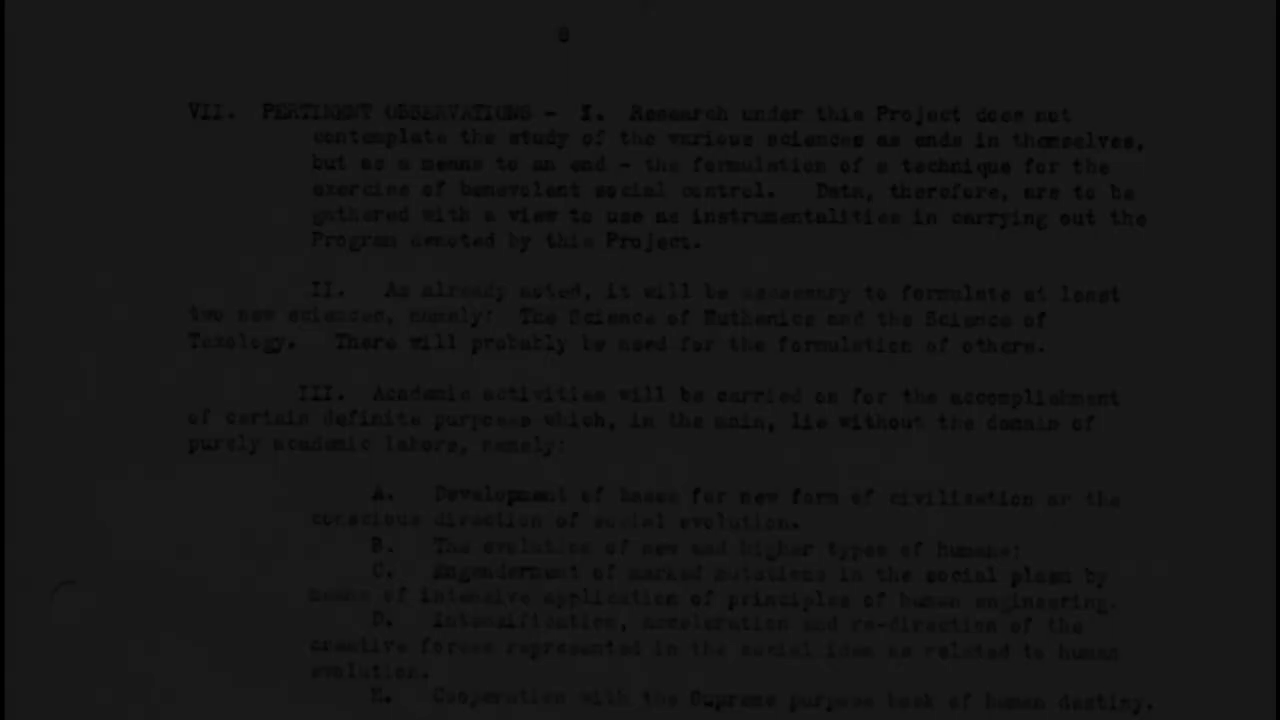 8
VII. PERTINENT OBSERVATIONS - I. Research under this Project does not
contemplate the study of the various sciences as ends in themselves,
but as a means to an end - the formulation of a technique for the
exercise of benevolent social control. Data, therefore, are to be
gathered with a view to use as instrumentalities in carrying out the
Program denoted by this Project.
II. As already noted, it will be necessary to formulate at least
two new sciences, namely: The Science of Euthenics and the Science of
Taxology. There will probably be need for the formulation of others.
III. Academic activities will be carried on for the accomplishment
of certain definite purposes which, in the main, lie without the domain of
purely academic labors, namely:
A. Development of bases for new form of civilization or the
conscious direction of social evolution.
B. The evolution of new and higher types of humans;
C. Engenderment of marked mutations in the social plasm by
means of intensive application of principles of human engineering.
D. Intensification, acceleration and re-direction of the
creative forces represented in the social idea as related to human
evolution.
E. Cooperation with the Supreme purpose back of human destiny.